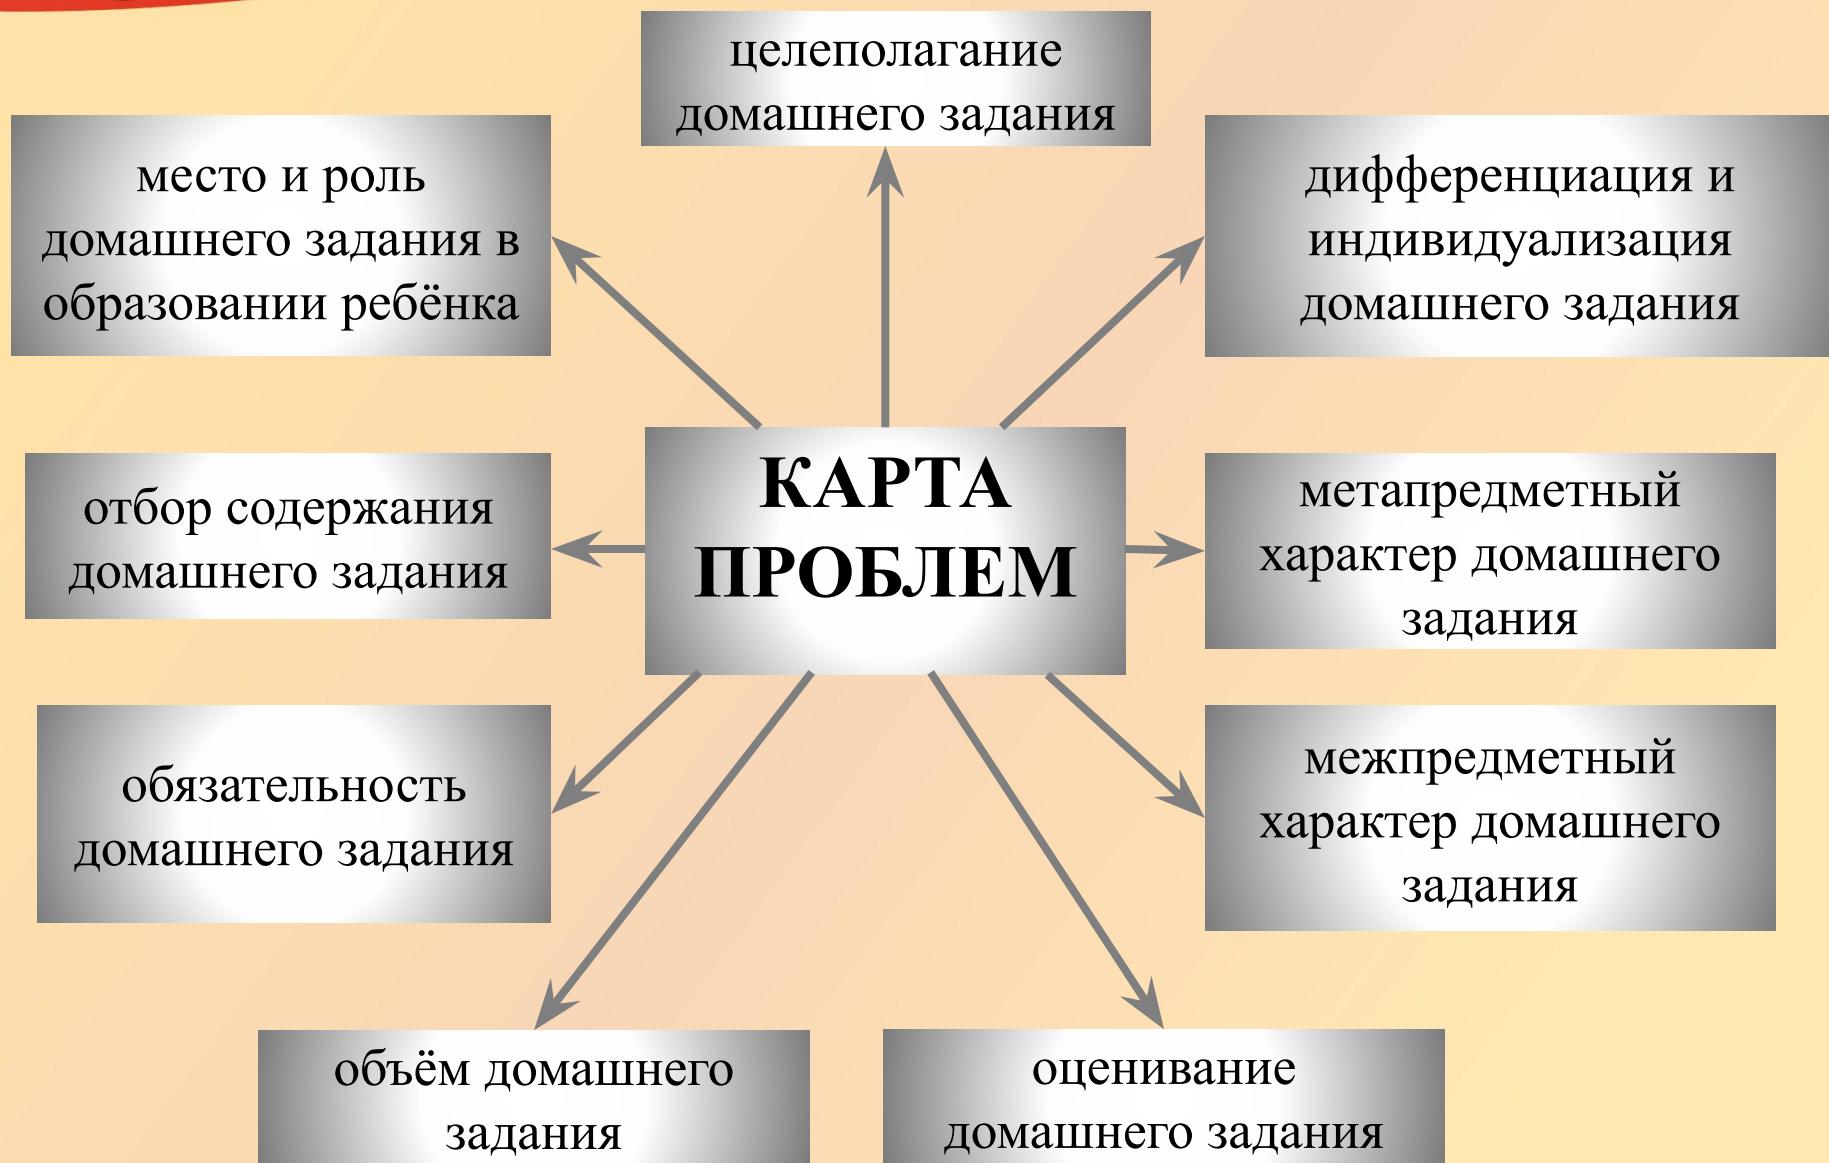 целеполагание
домашнего задания
место и роль
домашнего задания в
образовании ребёнка
дифференциация и
индивидуализация
домашнего задания
КАРТА
ПРОБЛЕМ
отбор содержания
домашнего задания
метапредметный
характер домашнего
задания
обязательность
домашнего задания
межпредметный
характер домашнего
задания
объём домашнего
задания
оценивание
домашнего задания